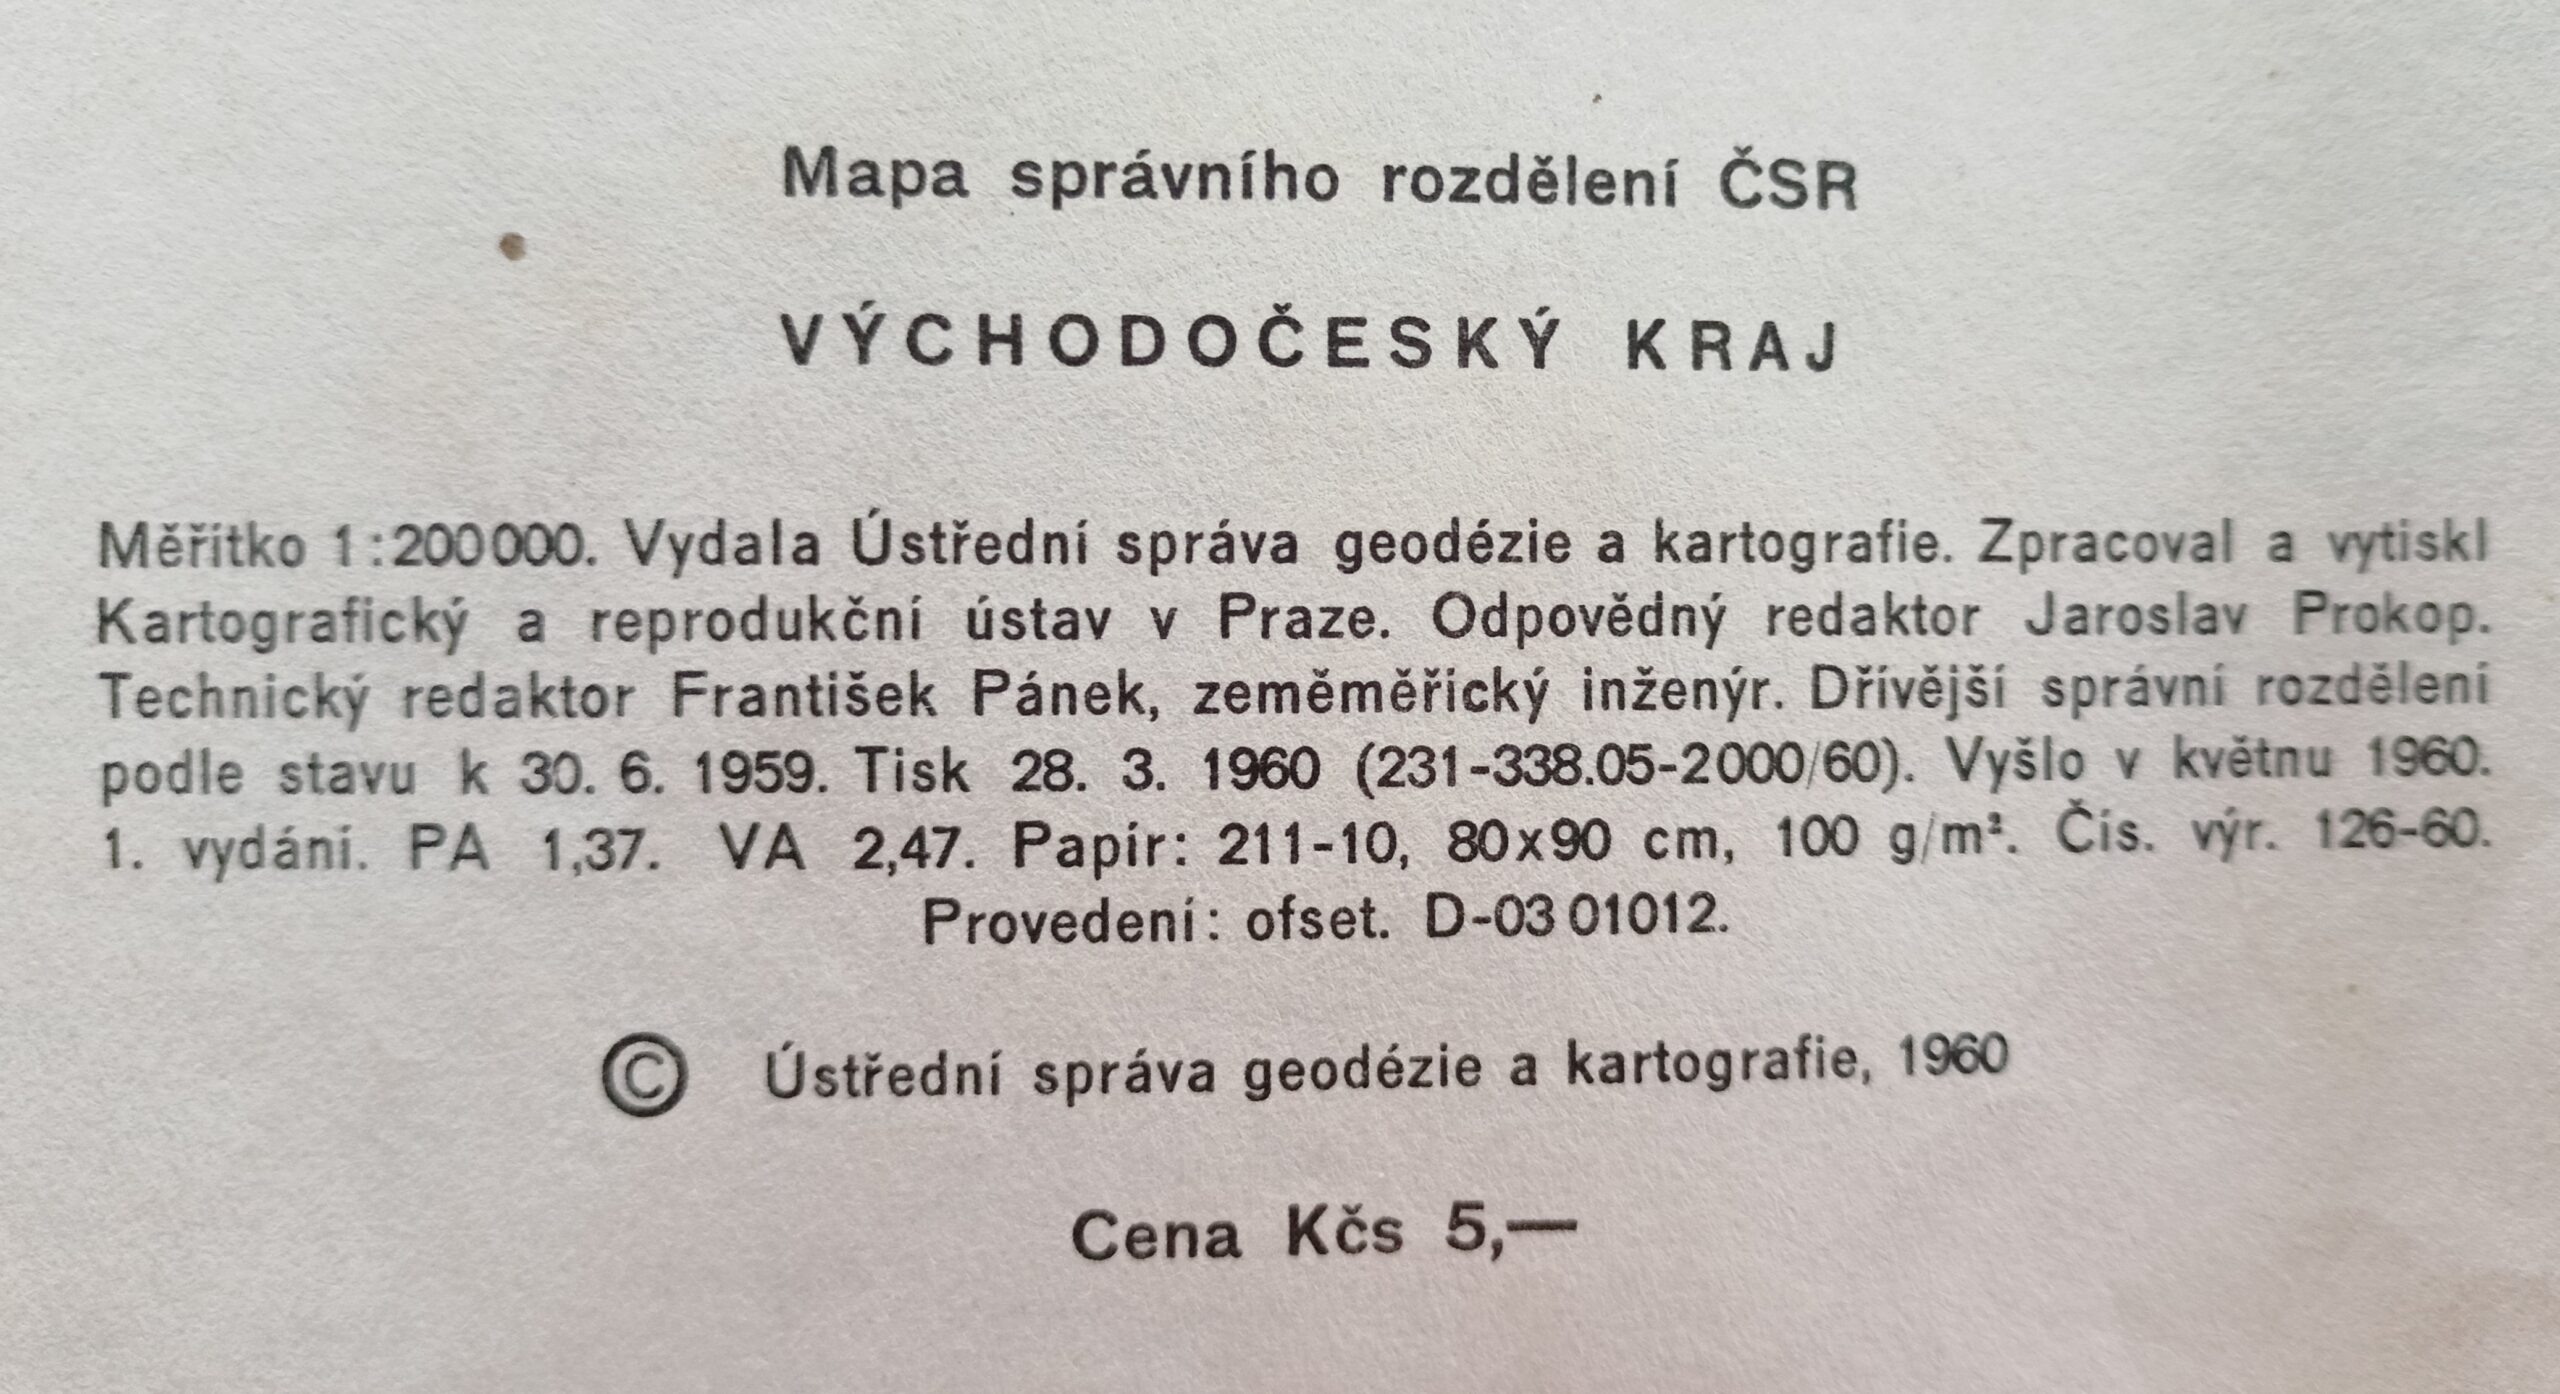 Mapa správního rozdělení ČSR
VÝCHODOČESKÝ KRAJ
Měřítko 1:200000. Vydala Ústřední správa geodézie a kartografie. Zpracoval a vytiskl
Kartografický a reprodukční ústav v Praze. Odpovědný redaktor Jaroslav Prokop.
Technický redaktor František Pánek, zeměměřický inženýr. Dřívější správní rozdělení
podle stavu k 30. 6. 1959. Tisk 28. 3. 1960 (231-338.05-2000/60). Vyšlo v květnu 1960.
1. vydání. PA 1,37. VA 2,47. Papír: 211-10, 80x90 cm, 100 g/m². Čís. výr. 126-60.
Provedení: ofset. D-03 01012.
© Ústřední správa geodézie a kartografie, 1960
Cena Kčs 5,—